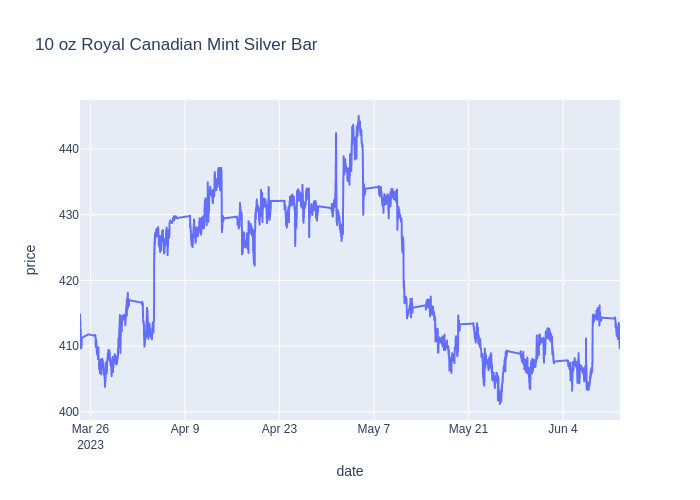 10 oz Royal Canadian Mint Silver Bar
440
430
420
410
400
price
Mar 26
2023
Apr 9
Apr 23
May 7
May 21
Jun 4
date